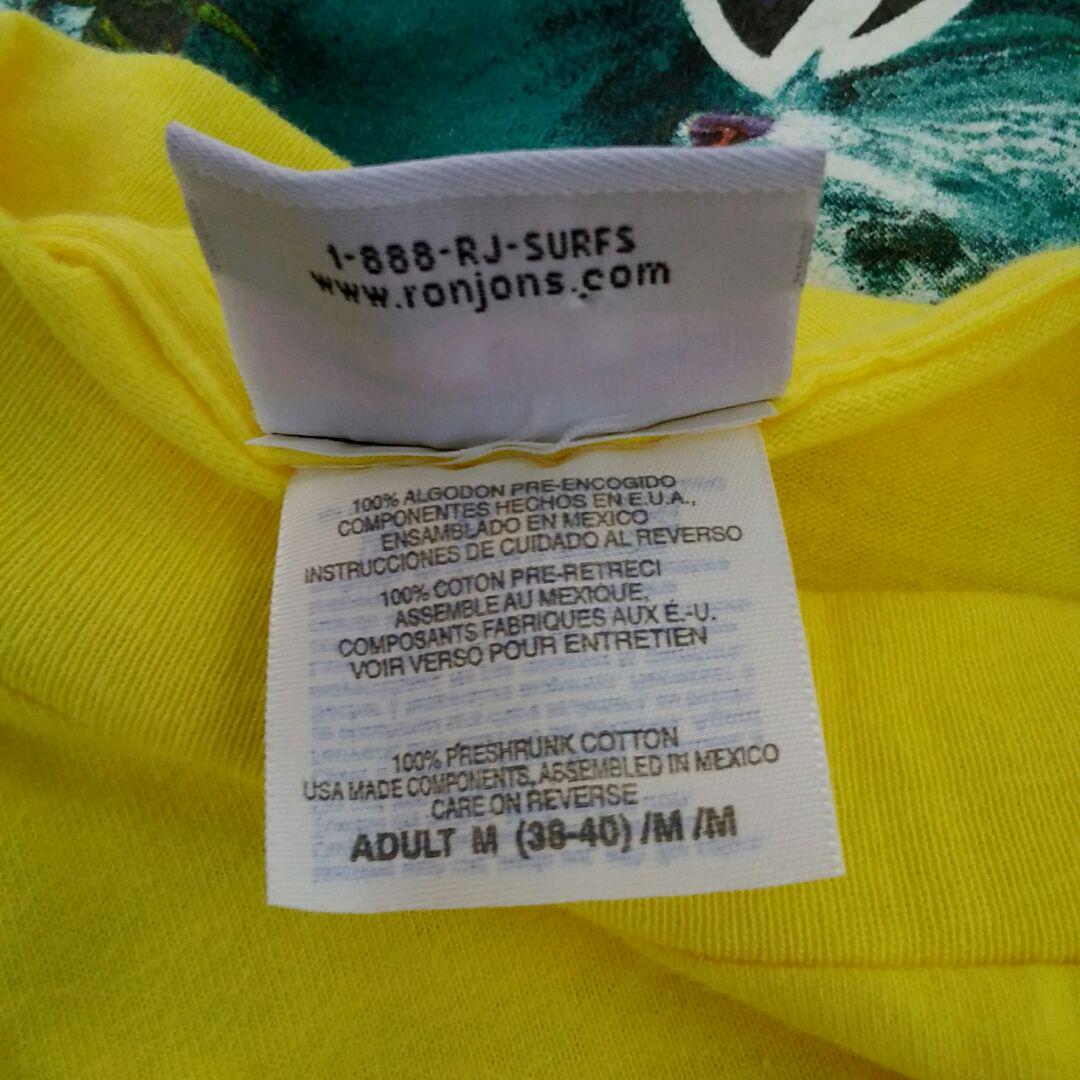 1-888-RJ-SURFS
www.ronjons.com
100% ALGODON PRE-ENCOGIDO
COMPONENTES HECHOS EN E.U.A.,
ENSAMBLADO EN MEXICO
INSTRUCCIONES DE CUIDADO AL REVERSO
100% COTON PRE-RETRECI
ASSEMBLE AU MEXIQUE,
COMPOSANTS FABRIQUES AUX É.-U.
VOIR VERSO POUR ENTRETIEN
100% PRESHRUNK COTTON
USA MADE COMPONENTS, ASSEMBLED IN MEXICO
CARE ON REVERSE
ADULT M (38-40) /M /M